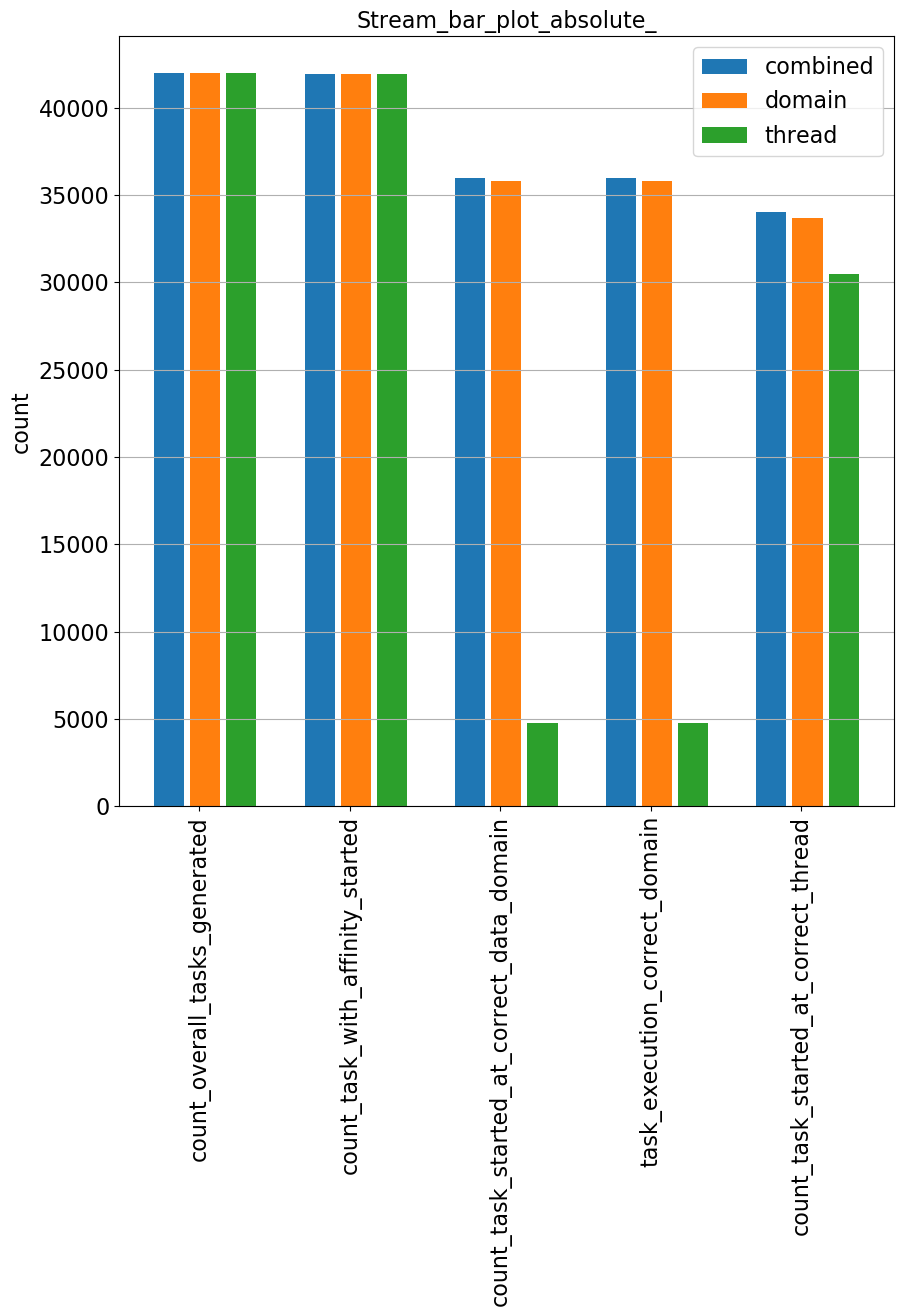 Stream_bar_plot_absolute_
combined
domain
thread
count
40000
35000
30000
25000
20000
15000
10000
5000
0
count_overall_tasks_generated
count_task_with_affinity_started
count_task_started_at_correct_data_domain
task_execution_correct_domain
count_task_started_at_correct_thread